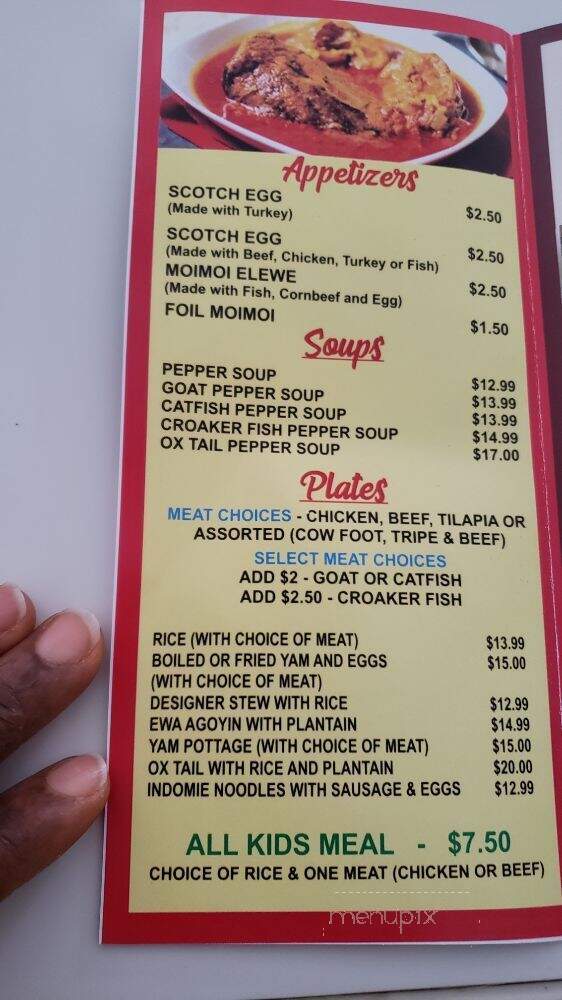 Appetizers
SCOTCH EGG
(Made with Turkey) $2.50
SCOTCH EGG
(Made with Beef, Chicken, Turkey or Fish) $2.50
MOIMOI ELEWE
(Made with Fish, Cornbeef and Egg) $2.50
FOIL MOIMOI $1.50
Soups
PEPPER SOUP $12.99
GOAT PEPPER SOUP $13.99
CATFISH PEPPER SOUP $13.99
CROAKER FISH PEPPER SOUP $14.99
OX TAIL PEPPER SOUP $17.00
Plates
MEAT CHOICES - CHICKEN, BEEF, TILAPIA OR
ASSORTED (COW FOOT, TRIPE & BEEF)
SELECT MEAT CHOICES
ADD $2 - GOAT OR CATFISH
ADD $2.50 - CROAKER FISH
RICE (WITH CHOICE OF MEAT) $13.99
BOILED OR FRIED YAM AND EGGS $15.00
(WITH CHOICE OF MEAT)
DESIGNER STEW WITH RICE $12.99
EWA AGOYIN WITH PLANTAIN $14.99
YAM POTTAGE (WITH CHOICE OF MEAT) $15.00
OX TAIL WITH RICE AND PLANTAIN $20.00
INDOMIE NOODLES WITH SAUSAGE & EGGS $12.99
ALL KIDS MEAL - $7.50
CHOICE OF RICE & ONE MEAT (CHICKEN OR BEEF)
menupix